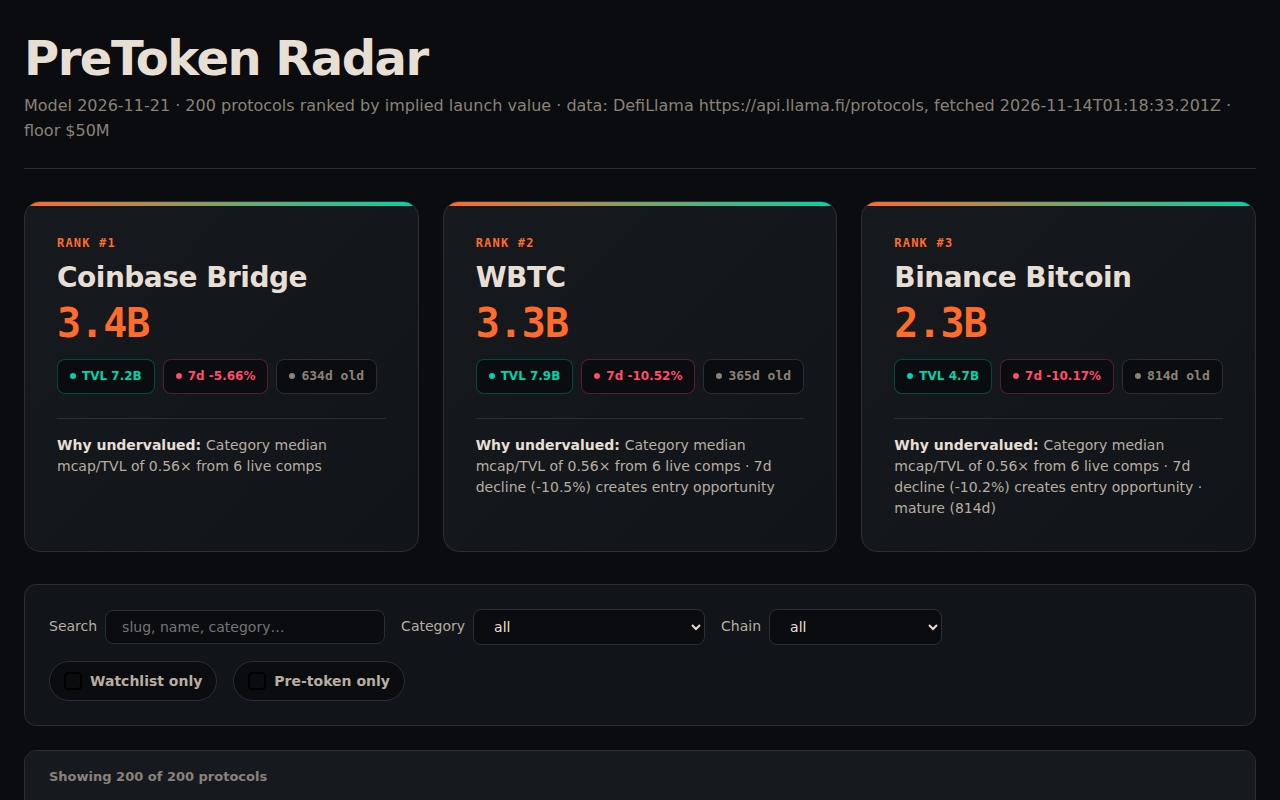 PreToken Radar
Model 2026-11-21 · 200 protocols ranked by implied launch value · data: DefiLlama https://api.llama.fi/protocols, fetched 2026-11-14T01:18:33.201Z ·
floor $50M
RANK #1
Coinbase Bridge
3.4B
TVL 7.2B
7d -5.66%
634d old
Why undervalued: Category median
mcap/TVL of 0.56× from 6 live comps
RANK #2
WBTC
3.3B
TVL 7.9B
7d -10.52%
365d old
Why undervalued: Category median
mcap/TVL of 0.56× from 6 live comps · 7d
decline (-10.5%) creates entry opportunity
RANK #3
Binance Bitcoin
2.3B
TVL 4.7B
7d -10.17%
814d old
Why undervalued: Category median
mcap/TVL of 0.56× from 6 live comps · 7d
decline (-10.2%) creates entry opportunity ·
mature (814d)
Search slug, name, category… Category all Chain all
Watchlist only Pre-token only
Showing 200 of 200 protocols